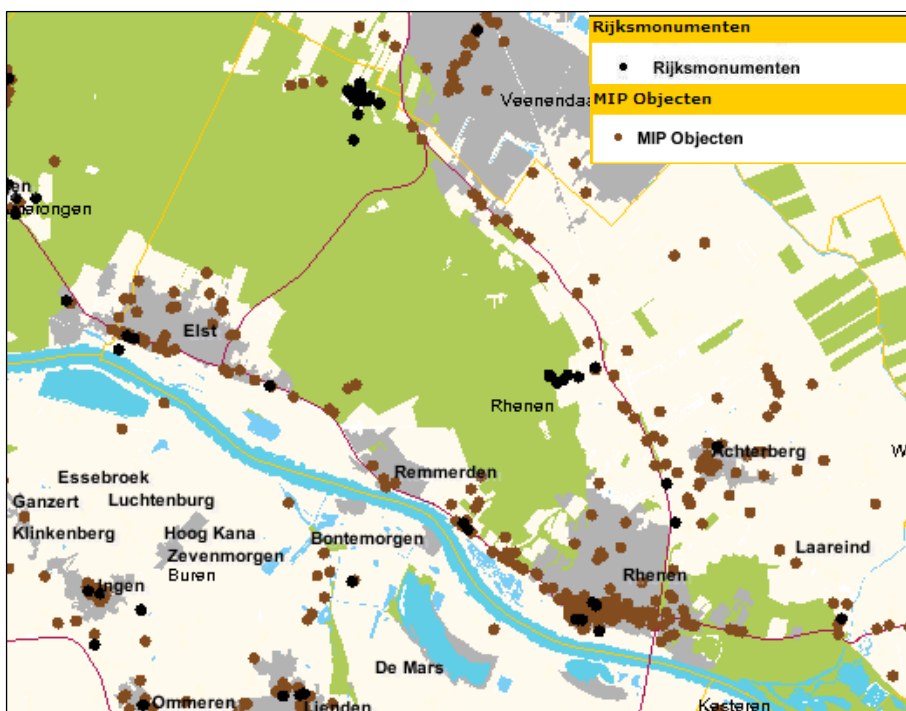 Rijksmonumenten
Rijksmonumenten
MIP Objecten
MIP Objecten
Elst
Rhenen
Achterberg
Remmerden
Essebroek
Ganzert
Luchtenburg
Klinkenberg
Hoog Kana
Bontemorgen
Zevenmorgen
Buren
Laareind
Rhenen
Ingen
De Mars
Ommeren
Lienden
Kesteren